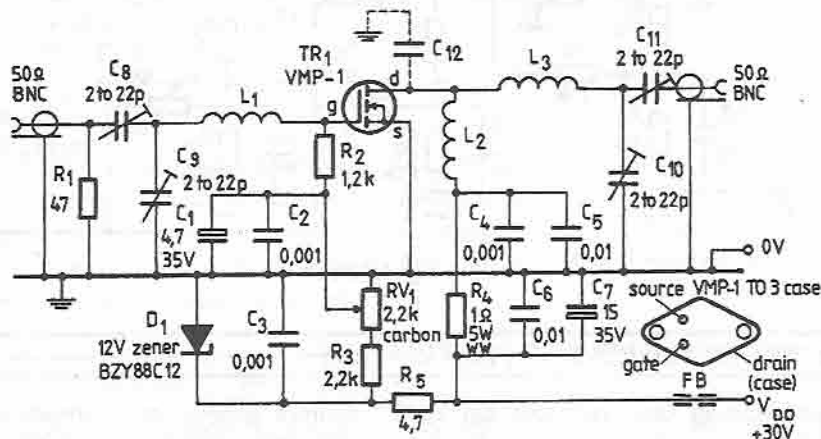 C12
TR1
VMP-1
C11
2 to 22p
50Ω
BNC
C8
2 to 22p
L1
d
g
s
L3
50Ω
BNC
L2
R1
47
C9
2 to 22p
R2
1,2k
C10
2 to 22p
C1
4,7
35V
C2
0,001
C4
0,001
C5
0,01
0V
D1
12V zener
BZY88C12
C3
0,001
RV1
2,2k
carbon
R3
2,2k
R4
1Ω
5W
WW
C6
0,01
C7
15
35V
source VMP-1 TO 3 case
gate
drain
(case)
R5
4,7
FB
VDD
+30V